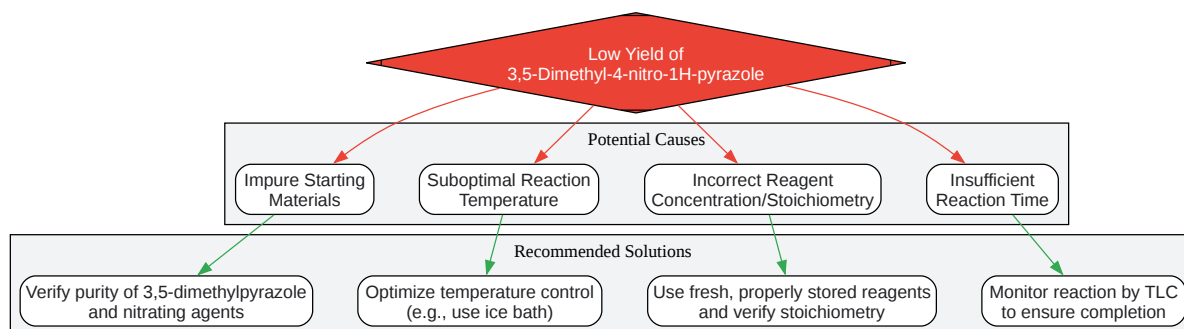 Low Yield of
3,5-Dimethyl-4-nitro-1H-pyrazole
Potential Causes
Impure Starting
Materials
Suboptimal Reaction
Temperature
Incorrect Reagent
Concentration/Stoichiometry
Insufficient
Reaction Time
Recommended Solutions
Verify purity of 3,5-dimethylpyrazole
and nitrating agents
Optimize temperature control
(e.g., use ice bath)
Use fresh, properly stored reagents
and verify stoichiometry
Monitor reaction by TLC
to ensure completion